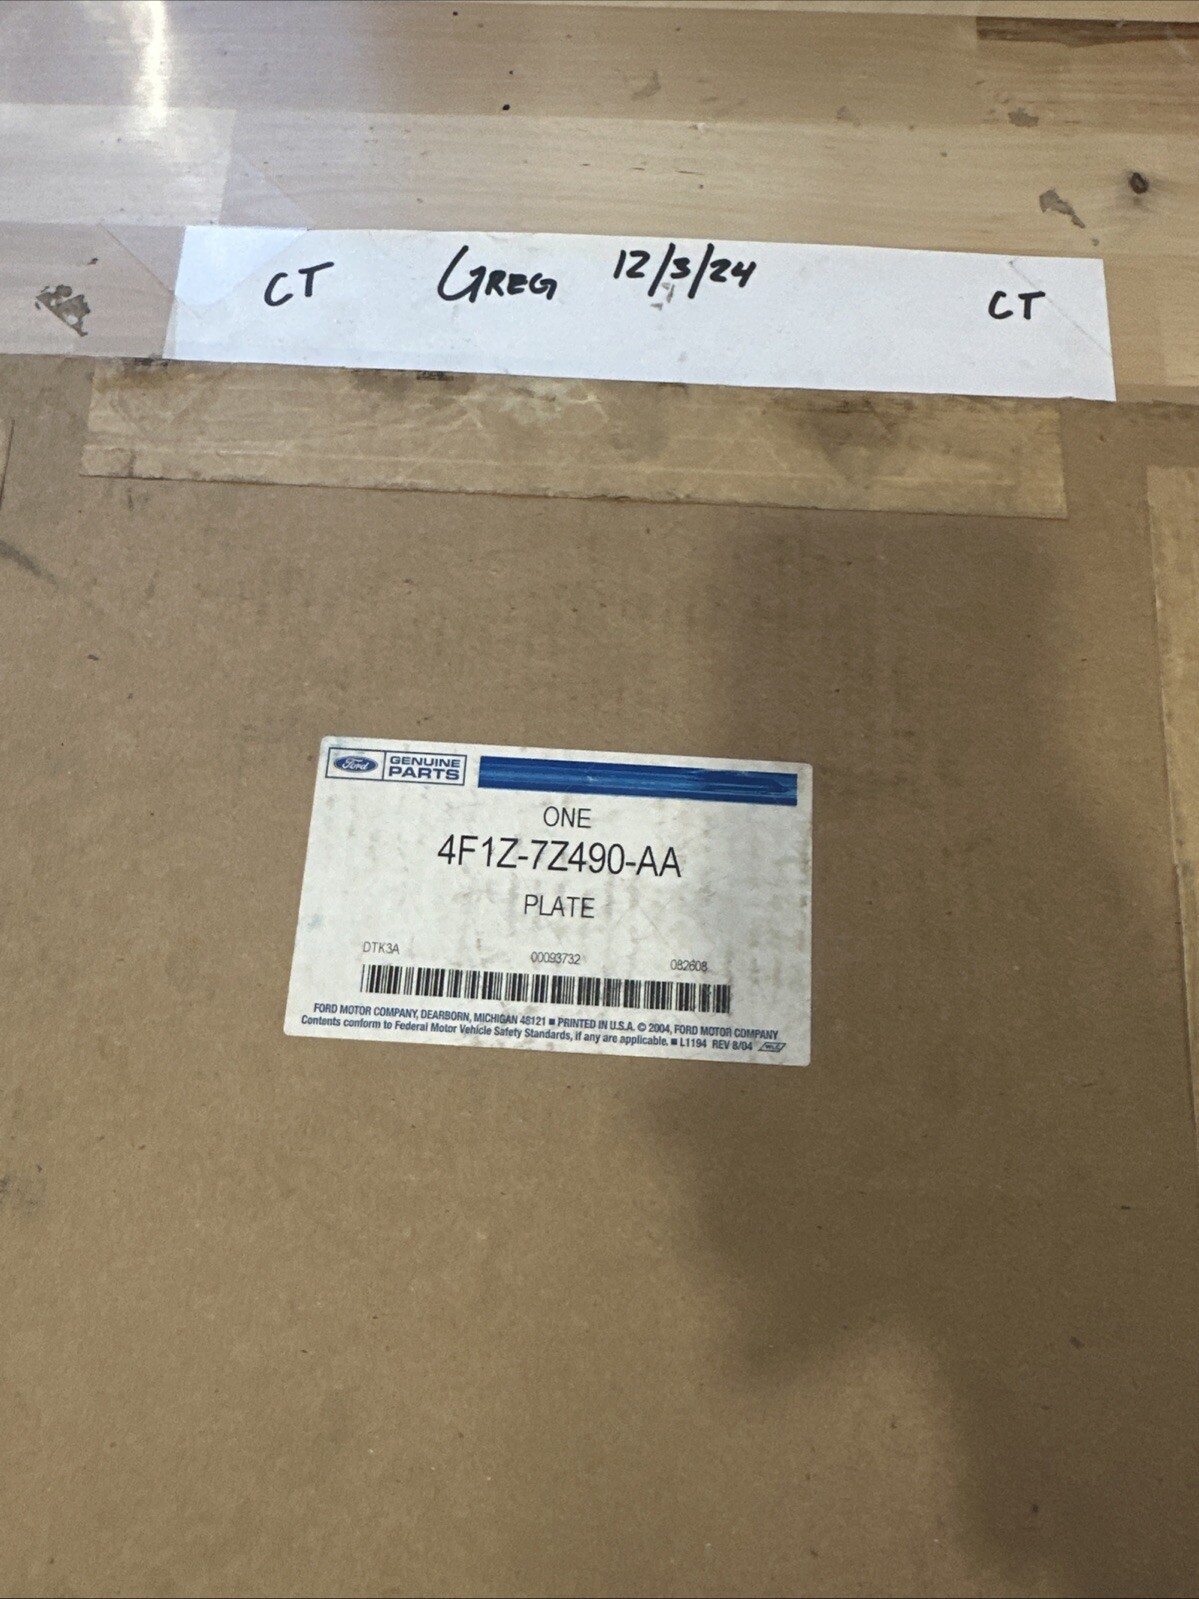 CT GREG 12/3/24 CT
Ford GENUINE PARTS
ONE
4F1Z-7Z490-AA
PLATE
DTK3A 00093732 082608
FORD MOTOR COMPANY, DEARBORN, MICHIGAN 48121 ■ PRINTED IN U.S.A. © 2004, FORD MOTOR COMPANY
Contents conform to Federal Motor Vehicle Safety Standards, if any are applicable. ■ L1194 REV 8/04